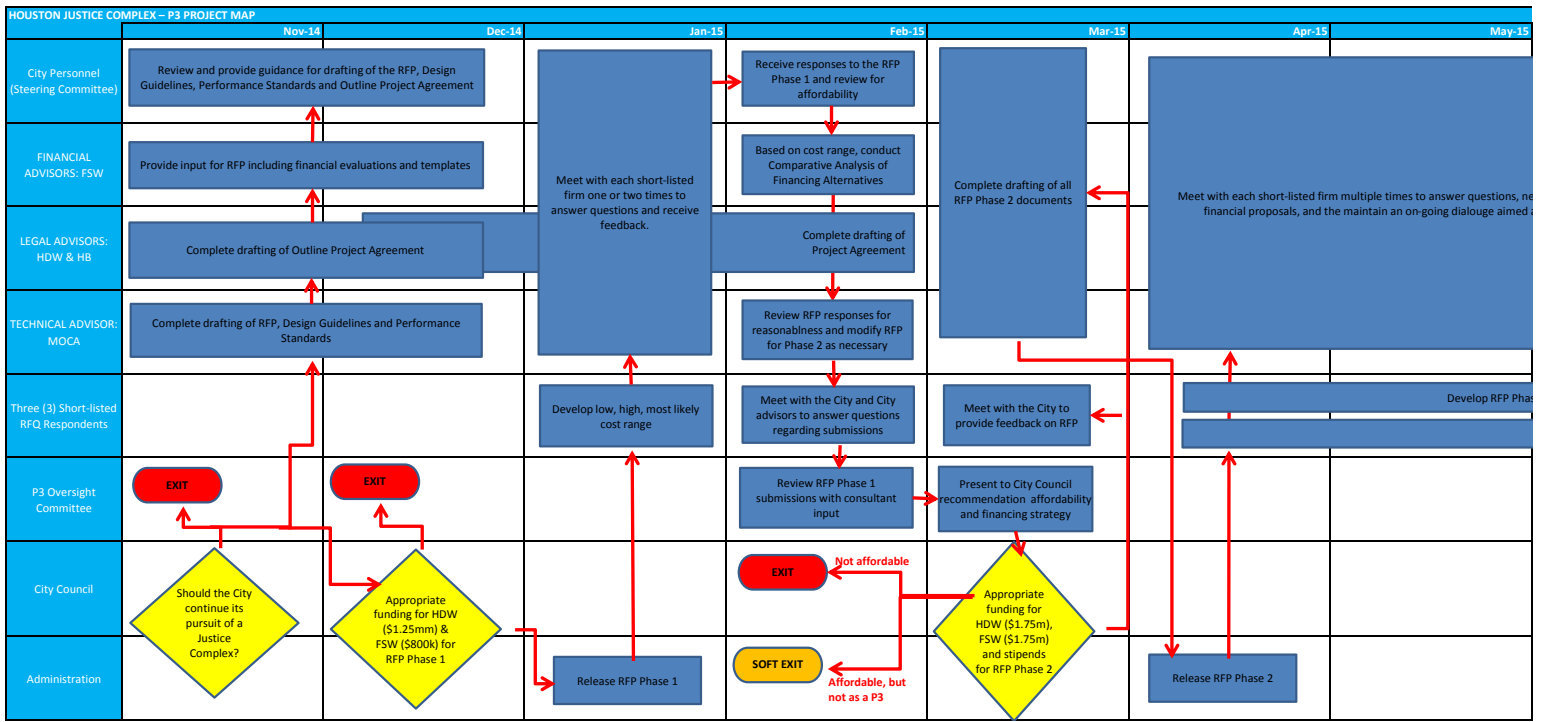 HOUSTON JUSTICE COMPLEX – P3 PROJECT MAP
Nov-14
Dec-14
Jan-15
Feb-15
Mar-15
Apr-15
May-15
City Personnel
(Steering Committee)
Review and provide guidance for drafting of the RFP, Design
Guidelines, Performance Standards and Outline Project Agreement
Meet with each short-listed
firm one or two times to
answer questions and receive
feedback.
Receive responses to the RFP
Phase 1 and review for
affordability
Complete drafting of all
RFP Phase 2 documents
Meet with each short-listed firm multiple times to answer questions, ne
financial proposals, and the maintain an on-going dialouge aimed a
FINANCIAL
ADVISORS: FSW
Provide input for RFP including financial evaluations and templates
Based on cost range, conduct
Comparative Analysis of
Financing Alternatives
LEGAL ADVISORS:
HDW & HB
Complete drafting of Outline Project Agreement
Complete drafting of
Project Agreement
TECHNICAL ADVISOR:
MOCA
Complete drafting of RFP, Design Guidelines and Performance
Standards
Review RFP responses for
reasonablness and modify RFP
for Phase 2 as necessary
Three (3) Short-listed
RFQ Respondents
Develop low, high, most likely
cost range
Meet with the City and City
advisors to answer questions
regarding submissions
Meet with the City to
provide feedback on RFP
Develop RFP Phas
P3 Oversight
Committee
EXIT
EXIT
Review RFP Phase 1
submissions with consultant
input
Present to City Council
recommendation affordability
and financing strategy
City Council
Should the City
continue its
pursuit of a
Justice
Complex?
Appropriate
funding for HDW
($1.25mm) &
FSW ($800k) for
RFP Phase 1
EXIT
Not affordable
Appropriate
funding for
HDW ($1.75m),
FSW ($1.75m)
and stipends
for RFP Phase 2
Administration
Release RFP Phase 1
SOFT EXIT
Affordable, but
not as a P3
Release RFP Phase 2